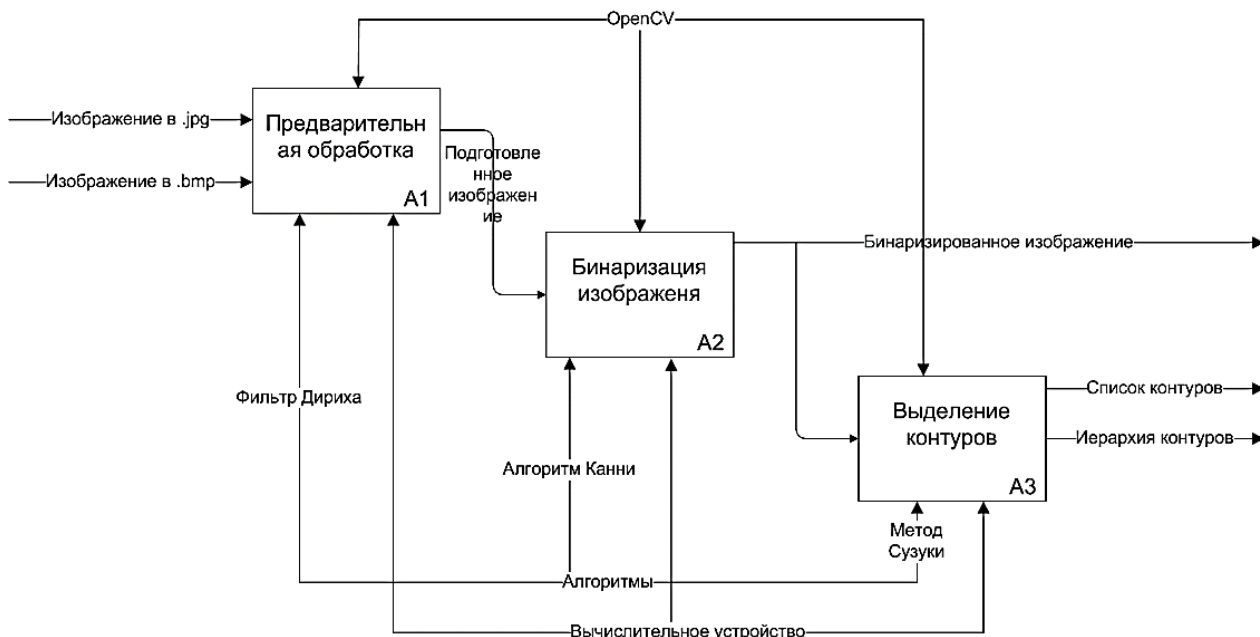 OpenCV
Изображение в .jpg
Изображение в .bmp
Предварительн
ая обработка
A1
Подготовле
нное
изображен
ие
Бинаризация
изображеня
A2
Бинаризированное изображение
Выделение
контуров
A3
Список контуров
Иерархия контуров
Фильтр Дириха
Алгоритм Канни
Метод
Сузуки
Алгоритмы
Вычислительное устройство